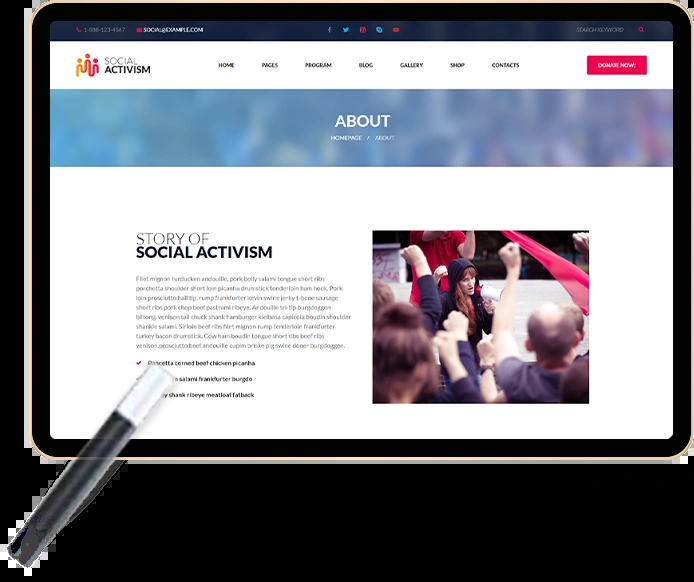 1-888-123-4567
SOCIAL@EXAMPLE.COM
SEARCH KEYWORD
SOCIAL
ACTIVISM
HOME PAGES PROGRAM BLOG GALLERY SHOP CONTACTS
DONATE NOW!
ABOUT
HOMEPAGE / ABOUT
STORY OF
SOCIAL ACTIVISM
Filet mignon turducken andouille, pork belly salami tongue short ribs
porchetta shoulder short loin picanha drumstick tenderloin ham hock. Pork
loin prosciutto ball tip, rump frankfurter kevin swine jerky t-bone sausage
short ribs pork chop beef pastrami ribeye. Andouille tri-tip burgdoggen
biltong, venison tail chuck shank hamburger kielbasa capicola boudin shoulder
shankle salami. Sirloin beef ribs filet mignon rump tenderloin frankfurter
turkey bacon drumstick. Cow ham boudin tongue short ribs beef ribs
venison.prosciutto beef andouille cupim briske pig swine doner burgdoggen.
Pancetta corned beef chicken picanha
salami frankfurter burgdo
shank ribeye meatloaf fatback